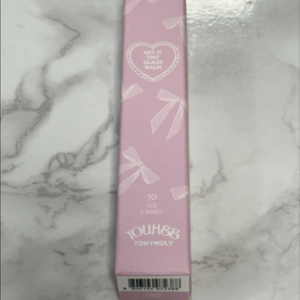 GET IT
TINT
GLAZE
BALM
10
ICE
CANDY
TONYMOLY